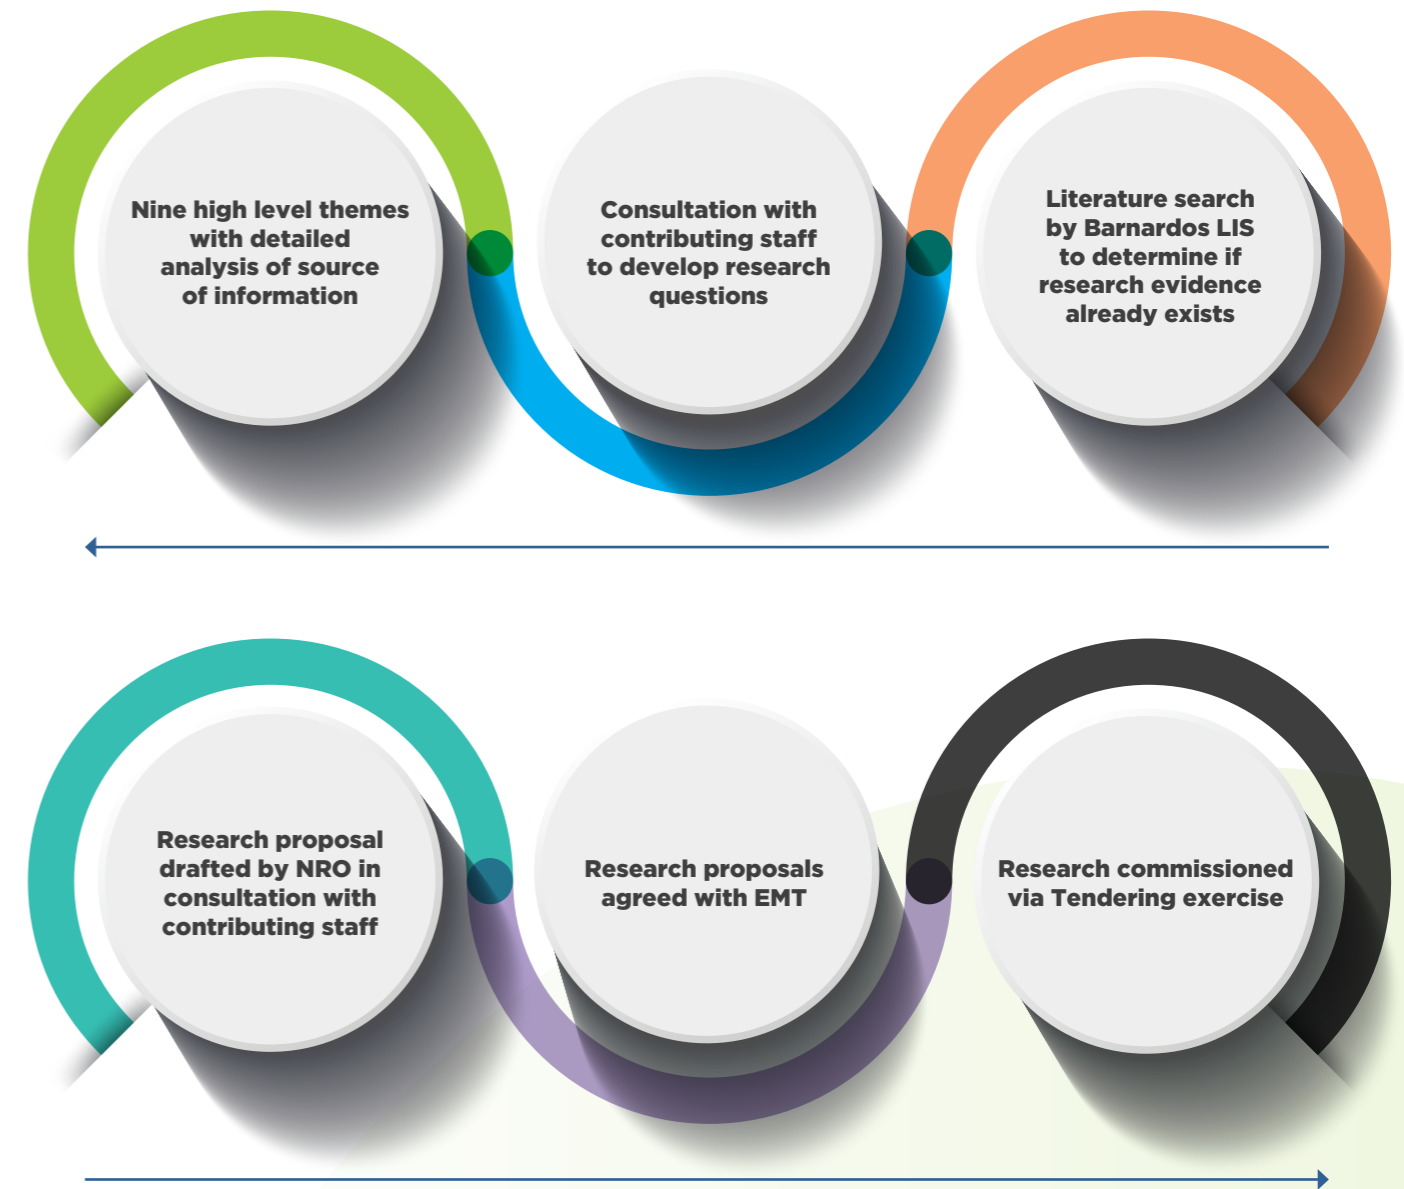 Nine high level themes
with detailed
analysis of source
of information
Consultation with
contributing staff
to develop research
questions
Literature search
by Barnardos LIS
to determine if
research evidence
already exists
Research proposal
drafted by NRO in
consultation with
contributing staff
Research proposals
agreed with EMT
Research commissioned
via Tendering exercise